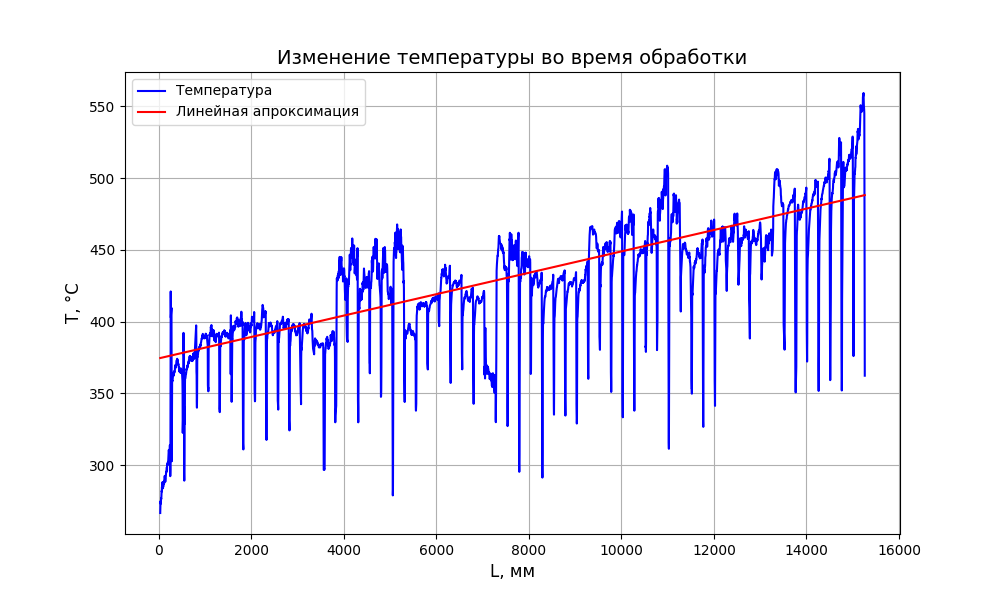 Изменение температуры во время обработки
Температура
Линейная апроксимация
T, °C
550
500
450
400
350
300
0 2000 4000 6000 8000 10000 12000 14000 16000
L, мм